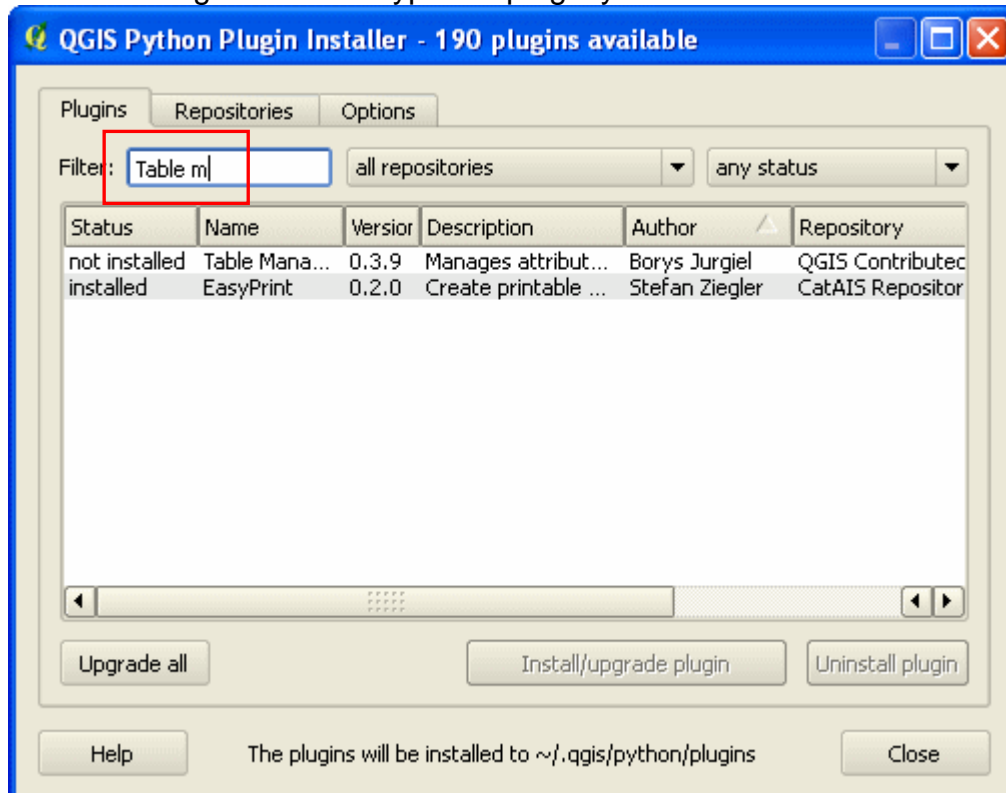 QGIS Python Plugin Installer - 190 plugins available
Plugins Repositories Options
Filter: Table m all repositories any status
Status Name Version Description Author Repository
not installed Table Mana... 0.3.9 Manages attribut... Borys Jurgiel QGIS Contributed
installed EasyPrint 0.2.0 Create printable ... Stefan Ziegler CatAIS Repositor
Upgrade all Install/upgrade plugin Uninstall plugin
Help The plugins will be installed to ~/.qgis/python/plugins Close